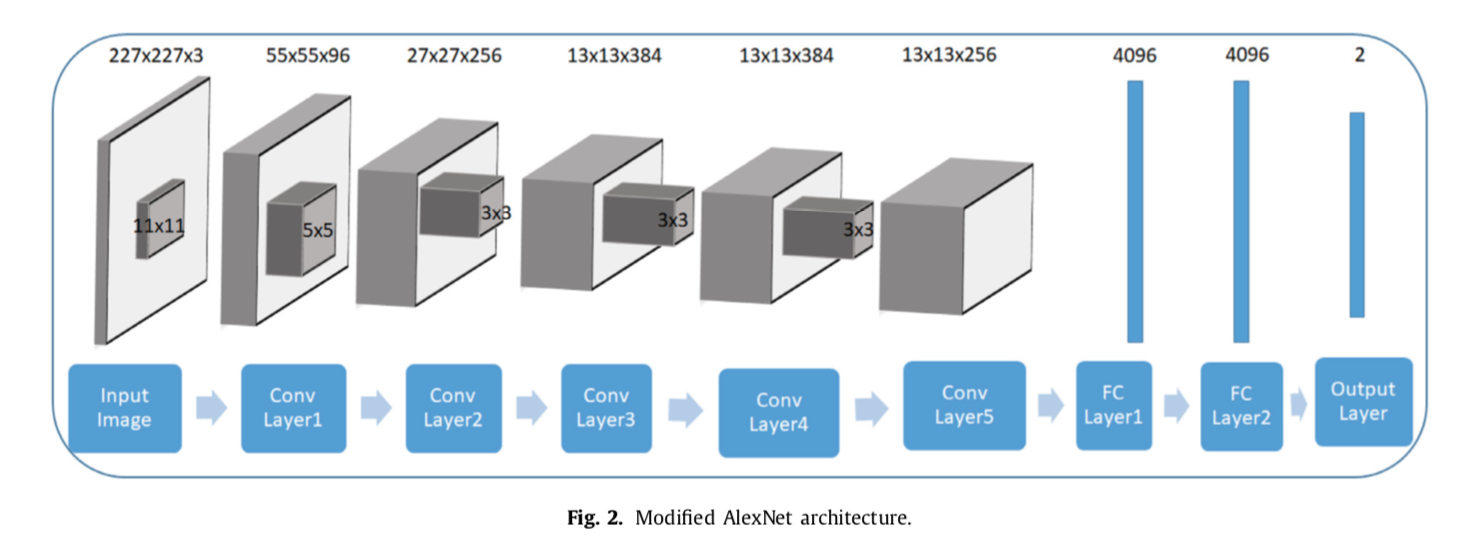 227x227x3 55x55x96 27x27x256 13x13x384 13x13x384 13x13x256 4096 4096 2
11x11 5x5 3x3 3x3 3x3
Input
Image
Conv
Layer1
Conv
Layer2
Conv
Layer3
Conv
Layer4
Conv
Layer5
FC
Layer1
FC
Layer2
Output
Layer
Fig. 2. Modified AlexNet architecture.